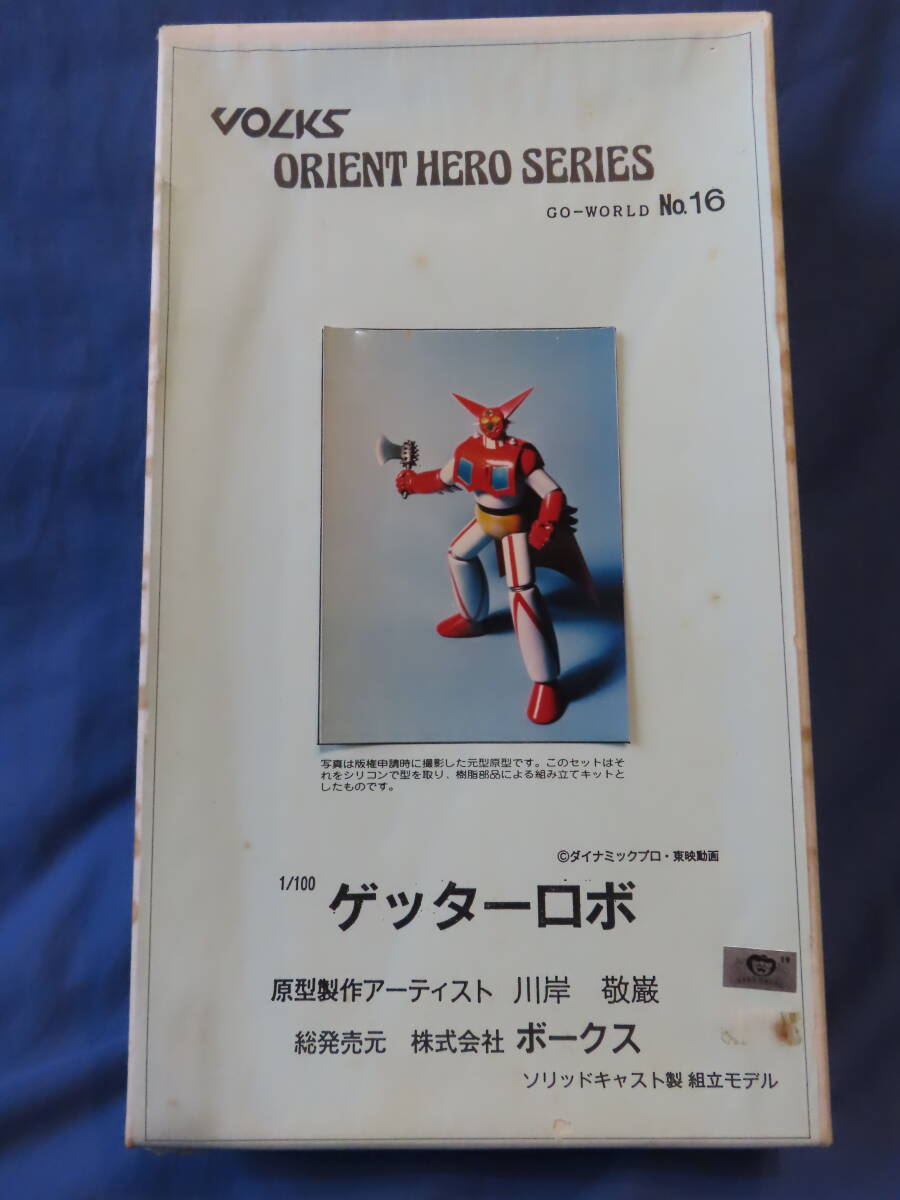 VOLKS
ORIENT HERO SERIES
GO-WORLD No.16
写真は版権申請時に撮影した元型原型です。このセットはそ
れをシリコンで型を取り、樹脂部品による組み立てキットと
したものです。
©ダイナミックプロ・東映動画
1/100 ゲッターロボ
原型製作アーティスト 川岸 敬厳
総発売元 株式会社 ボークス
ソリッドキャスト製 組立モデル